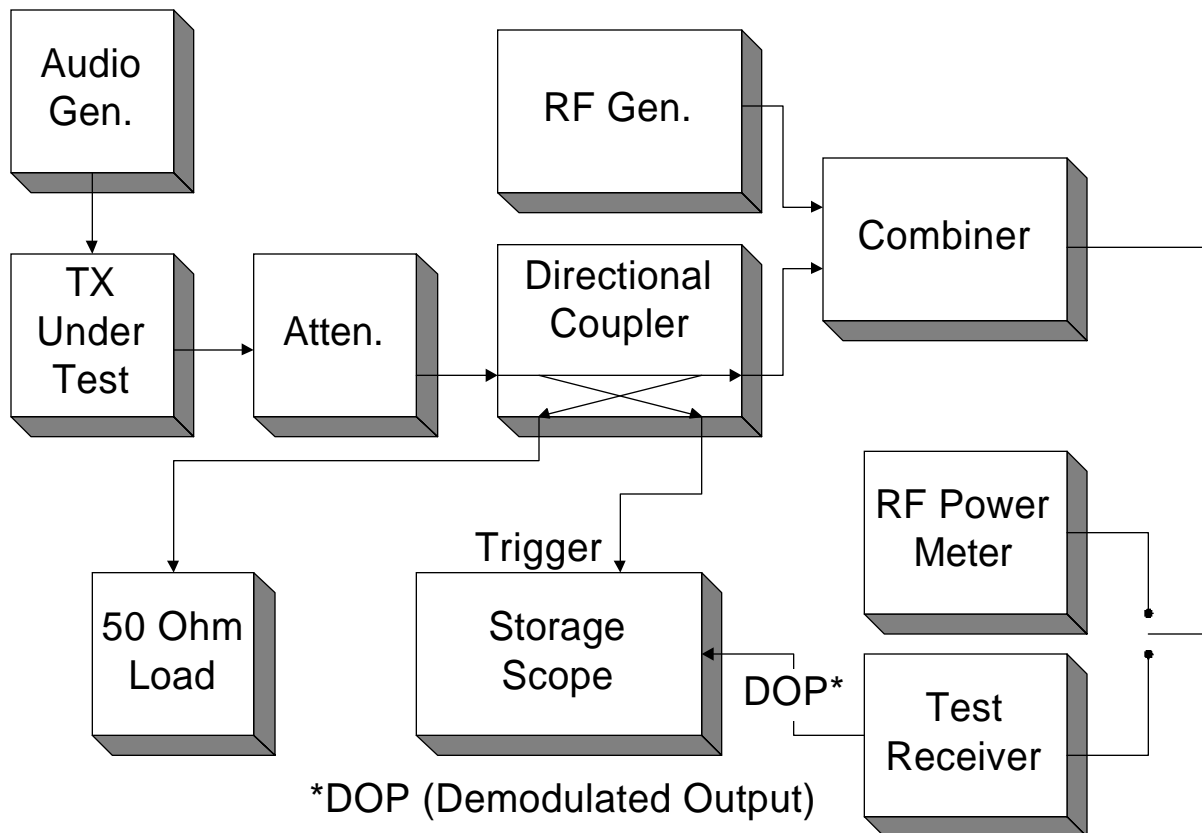 Audio
Gen.
RF Gen.
Combiner
TX
Under
Test
Atten.
Directional
Coupler
RF Power
Meter
Trigger
50 Ohm
Load
Storage
Scope
DOP*
Test
Receiver
*DOP (Demodulated Output)